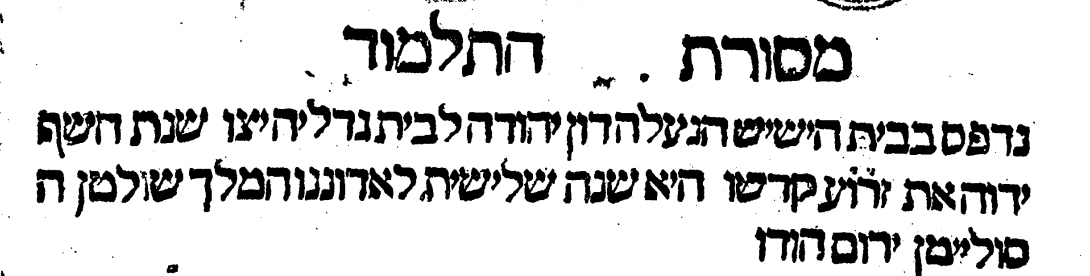 מסורת התלמוד
נדפס בבית הישיש הנעלה דון יהודה לבית גדליה יצו שנת חשף
ידוה את זרוע קדשו היא שנה שלישית לאדוננו המלך שולטן ה
סולײמן ירום הודו